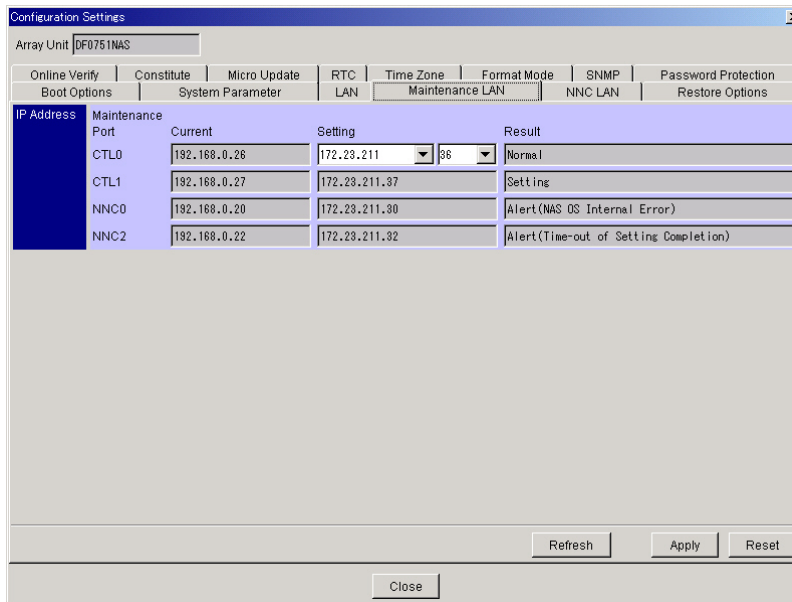 Configuration Settings
Array Unit DF0751NAS
Online Verify Constitute Micro Update RTC Time Zone Format Mode SNMP Password Protection
Boot Options System Parameter LAN Maintenance LAN NNC LAN Restore Options
IP Address Maintenance
Port Current Setting Result
CTL0 192.168.0.26 172.23.211 36 Normal
CTL1 192.168.0.27 172.23.211.37 Setting
NNC0 192.168.0.20 172.23.211.30 Alert(NAS OS Internal Error)
NNC2 192.168.0.22 172.23.211.32 Alert(Time-out of Setting Completion)
Refresh Apply Reset
Close